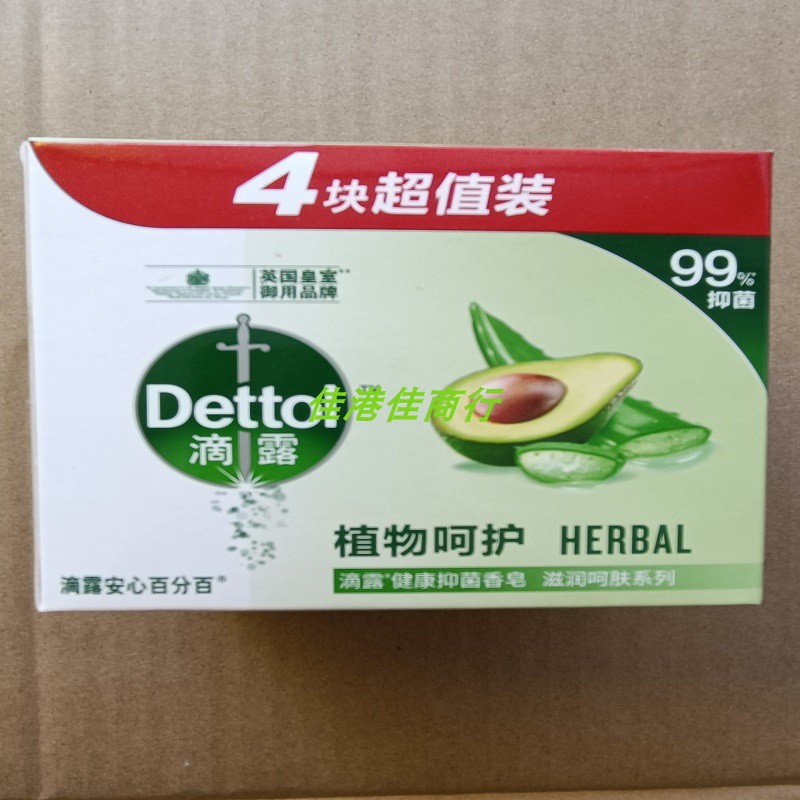 4块超值装
99%*
抑菌
英国皇室**
御用品牌
Dettol
滴露
TM
佳港佳商行
植物呵护 HERBAL
滴露®健康抑菌香皂 滋润呵肤系列
滴露安心百分百®